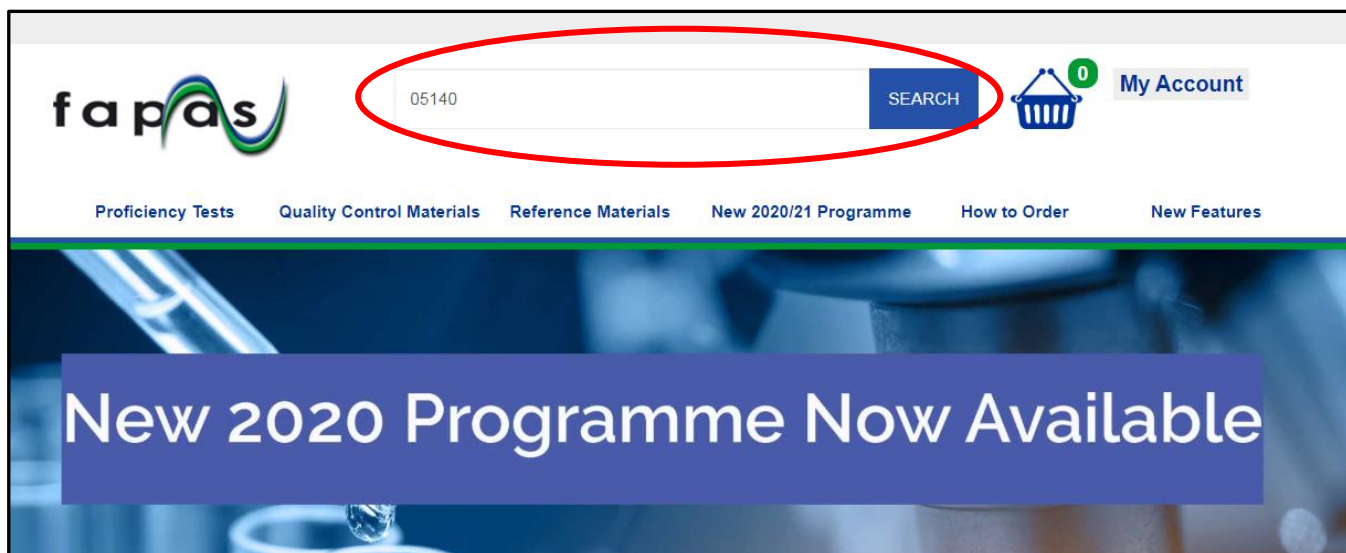 fapas
05140
SEARCH
0
My Account
Proficiency Tests
Quality Control Materials
Reference Materials
New 2020/21 Programme
How to Order
New Features
New 2020 Programme Now Available